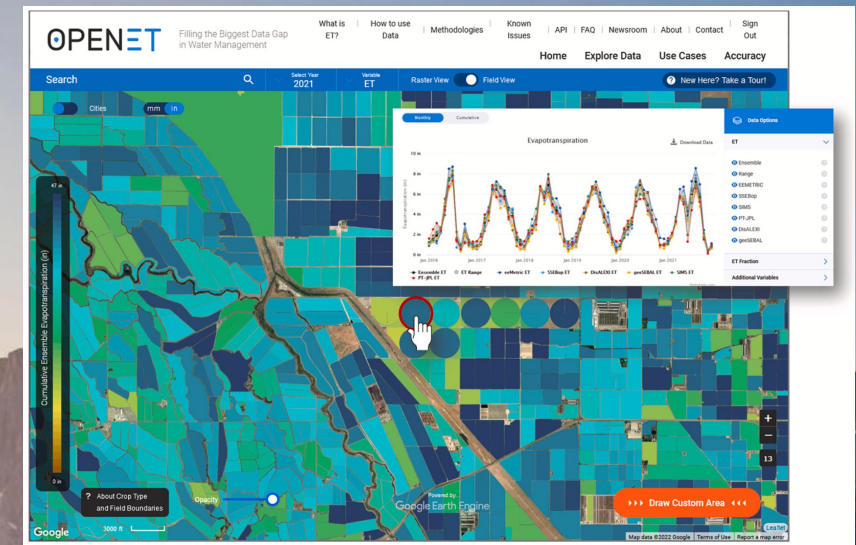 OPENET
Filling the Biggest Data Gap
in Water Management
What is
ET?
How to use
Data
Methodologies
Known
Issues
API
FAQ
Newsroom
About
Contact
Sign
Out
Home Explore Data Use Cases Accuracy
Search
Select Year
2021
Variable
ET
Raster View
Field View
? New Here? Take a Tour!
Cities
mm in
Monthly Cumulative
Evapotranspiration
Download Data
Evapotranspiration (in)
10 in
8 in
6 in
4 in
2 in
0 in
Jan 2016 Jan 2017 Jan 2018 Jan 2019 Jan 2020 Jan 2021
Ensemble ET ET Range eeMetric ET SSEBop ET DisALEXI ET geeSEBAL ET SIMS ET
PT-JPL ET
Data Options
ET
Ensemble
Range
EEMETRIC
SSEBop
SIMS
PT-JPL
DisALEXI
geeSEBAL
ET Fraction
Additional Variables
47 in
Cumulative Ensemble Evapotranspiration (in)
0 in
? About Crop Type
and Field Boundaries
Opacity
Powered by...
Google Earth Engine
+
−
13
Draw Custom Area
Google
3000 ft
Leaflet
Map data ©2022 Google Terms of Use Report a map error